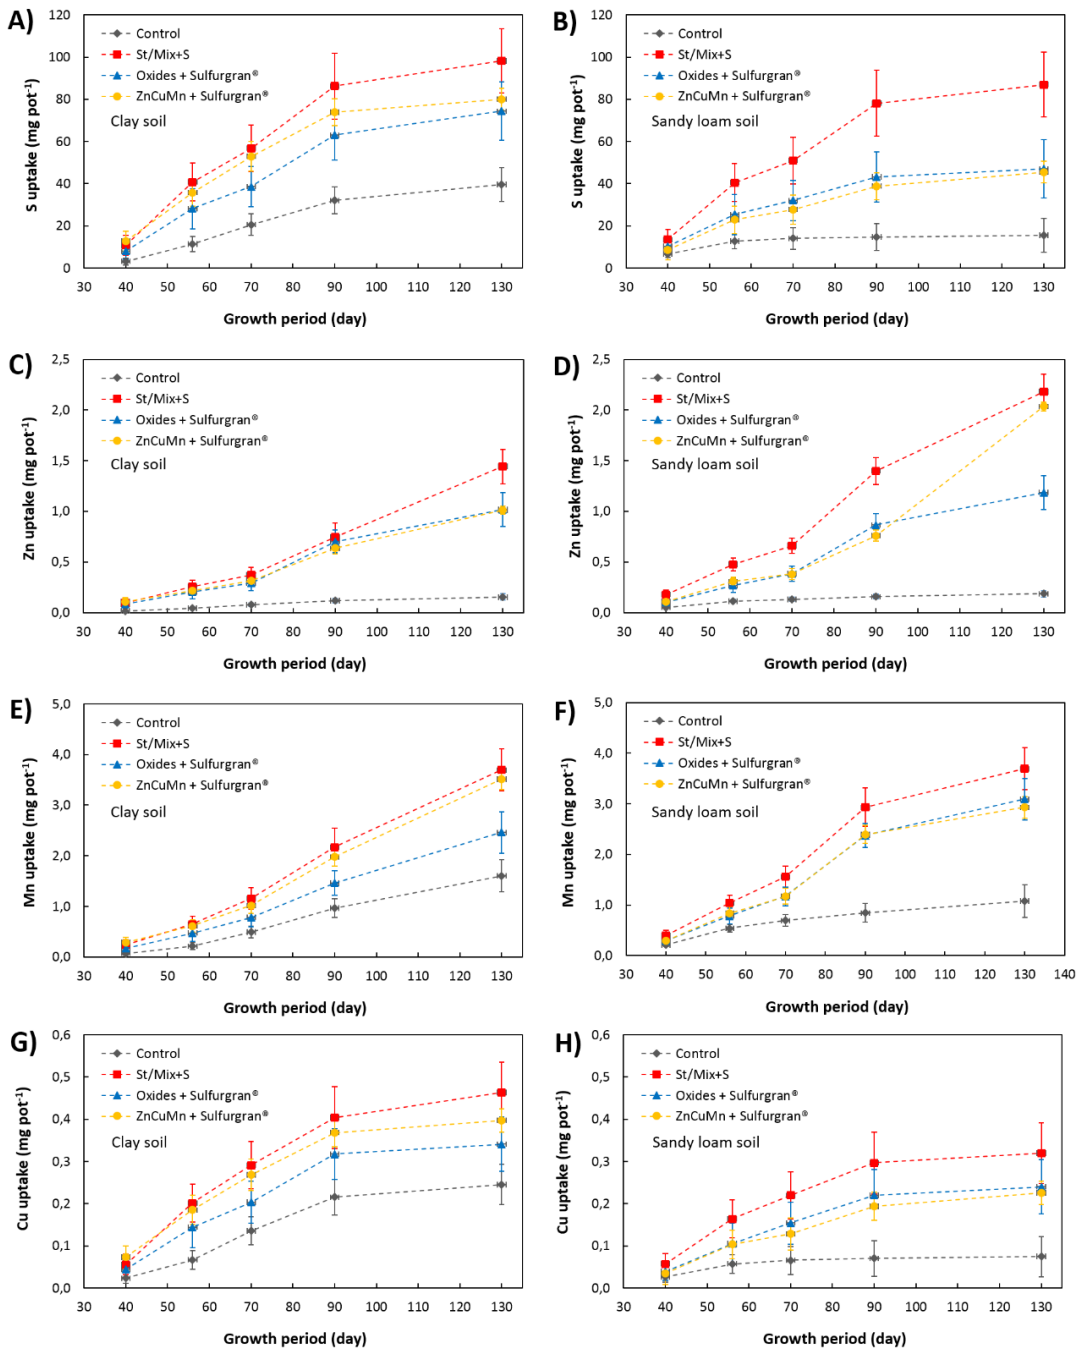 A)
120
100
80
60
40
20
0
S uptake (mg pot⁻¹)
Control
St/Mix+S
Oxides + Sulfurgran®
ZnCuMn + Sulfurgran®
Clay soil
30 40 50 60 70 80 90 100 110 120 130
Growth period (day)
B)
120
100
80
60
40
20
0
S uptake (mg pot⁻¹)
Control
St/Mix+S
Oxides + Sulfurgran®
ZnCuMn + Sulfurgran®
Sandy loam soil
30 40 50 60 70 80 90 100 110 120 130
Growth period (day)
C)
2,5
2,0
1,5
1,0
0,5
0,0
Zn uptake (mg pot⁻¹)
Control
St/Mix+S
Oxides + Sulfurgran®
ZnCuMn + Sulfurgran®
Clay soil
30 40 50 60 70 80 90 100 110 120 130
Growth period (day)
D)
2,5
2,0
1,5
1,0
0,5
0,0
Zn uptake (mg pot⁻¹)
Control
St/Mix+S
Oxides + Sulfurgran®
ZnCuMn + Sulfurgran®
Sandy loam soil
30 40 50 60 70 80 90 100 110 120 130
Growth period (day)
E)
5,0
4,0
3,0
2,0
1,0
0,0
Mn uptake (mg pot⁻¹)
Control
St/Mix+S
Oxides + Sulfurgran®
ZnCuMn + Sulfurgran®
Clay soil
30 40 50 60 70 80 90 100 110 120 130
Growth period (day)
F)
5,0
4,0
3,0
2,0
1,0
0,0
Mn uptake (mg pot⁻¹)
Control
St/Mix+S
Oxides + Sulfurgran®
ZnCuMn + Sulfurgran®
Sandy loam soil
30 40 50 60 70 80 90 100 110 120 130 140
Growth period (day)
G)
0,6
0,5
0,4
0,3
0,2
0,1
0,0
Cu uptake (mg pot⁻¹)
Control
St/Mix+S
Oxides + Sulfurgran®
ZnCuMn + Sulfurgran®
Clay soil
30 40 50 60 70 80 90 100 110 120 130
Growth period (day)
H)
0,6
0,5
0,4
0,3
0,2
0,1
0,0
Cu uptake (mg pot⁻¹)
Control
St/Mix+S
Oxides + Sulfurgran®
ZnCuMn + Sulfurgran®
Sandy loam soil
30 40 50 60 70 80 90 100 110 120 130
Growth period (day)